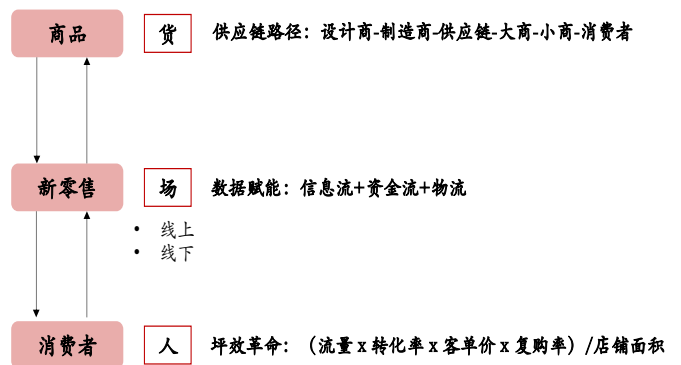 商品 货 供应链路径：设计商-制造商-供应链-大商-小商-消费者
新零售 场 数据赋能：信息流+资金流+物流
• 线上
• 线下
消费者 人 坪效革命：（流量 x 转化率 x 客单价 x 复购率）/店铺面积